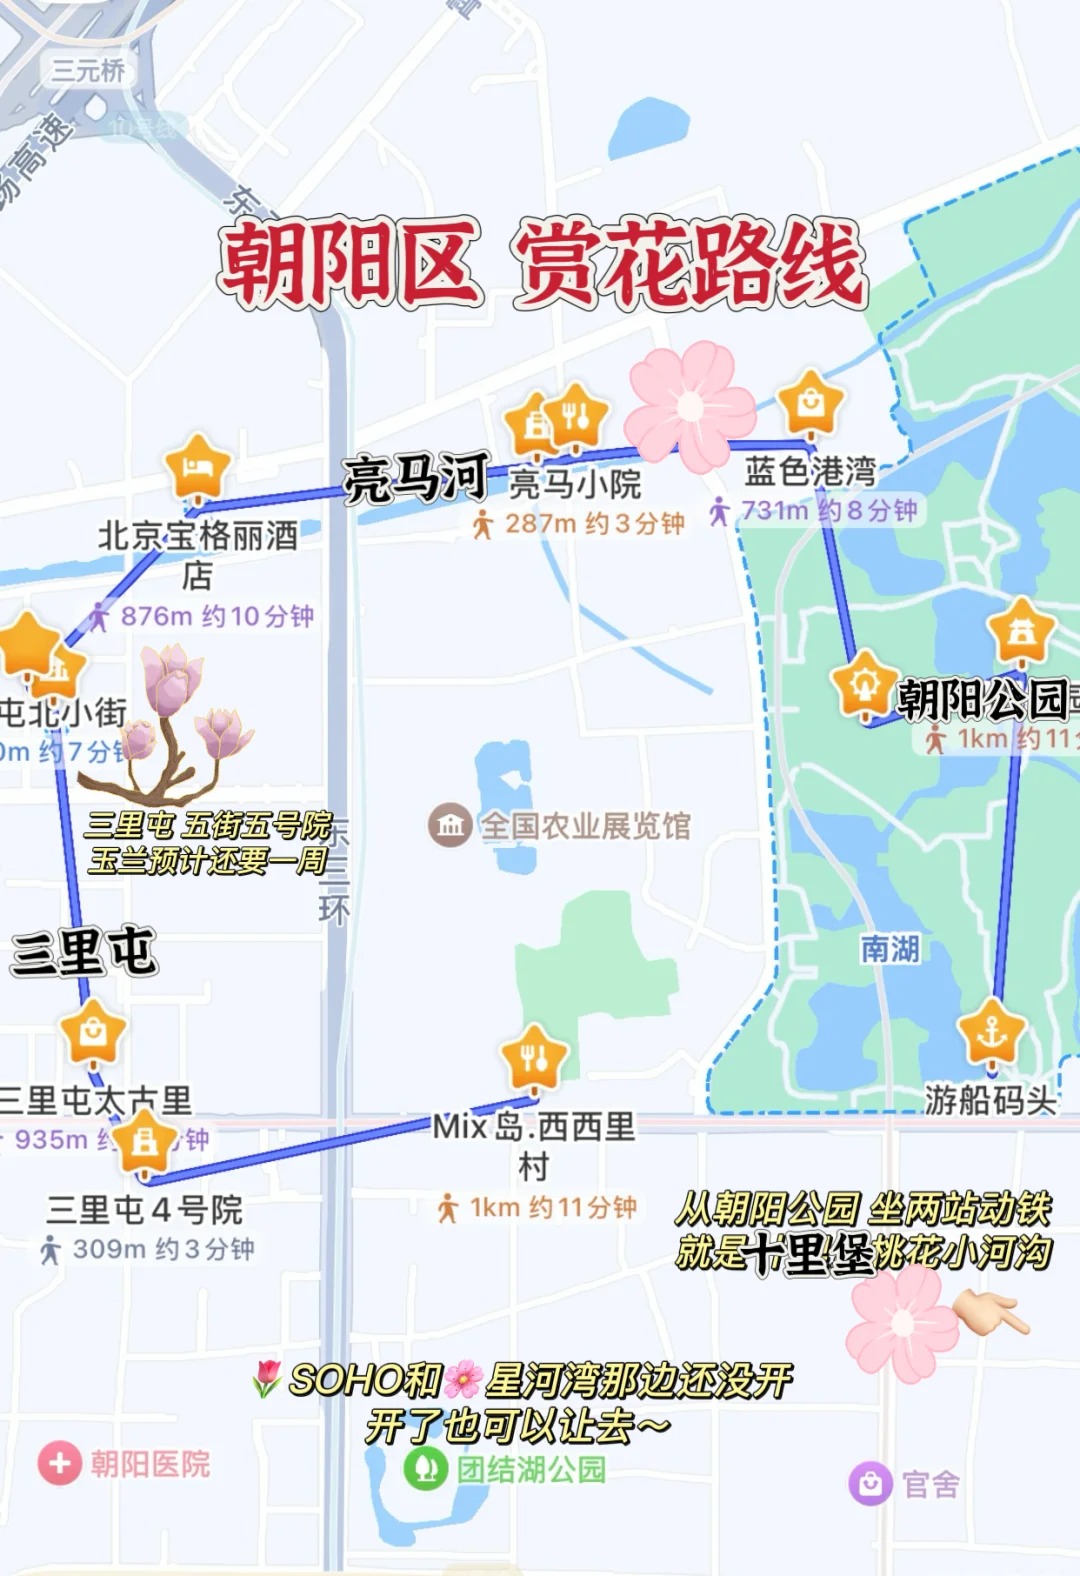 三元桥
10号线
场高速
朝阳区 赏花路线
亮马河
亮马小院
287m 约3分钟
蓝色港湾
731m 约8分钟
北京宝格丽酒
店
876m 约10分钟
屯北小街
0m 约7分钟
朝阳公园
1km 约11
三里屯 五街五号院
玉兰预计还要一周
全国农业展览馆
东三环
三里屯
南湖
三里屯太古里
935m 约
分钟
游船码头
Mix岛.西西里
村
1km 约11分钟
三里屯4号院
309m 约3分钟
从朝阳公园 坐两站动铁
就是十里堡桃花小河沟
SOHO和星河湾那边还没开
开了也可以让去～
朝阳医院
团结湖公园
官舍